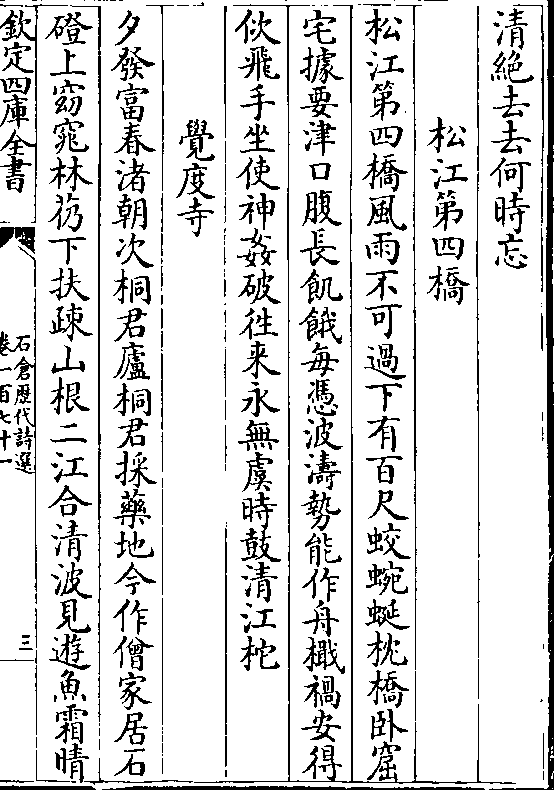 清絶去去何時忘
松江第四橋
松江第四橋風雨不可過下有百尺蛟蜿蜒枕橋卧窟
宅據要津口腹長飢餓每憑波濤勢能作舟檝禍安得
佽飛手坐使神姦破徃来永無虞時鼓清江柁
覺度寺
夕發富春渚朝次桐君廬桐君採藥地今作僧家居石
磴上窈窕林芿下扶疎山根二江合清波見遊魚霜晴
欽定四庫全書
石倉歴代詩選
卷一百七十一
三